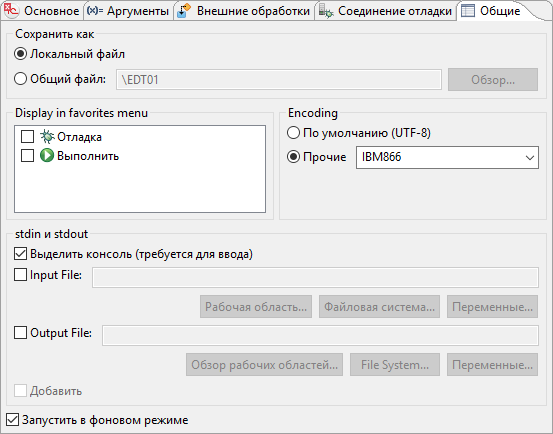 Основное (x)= Аргументы Внешние обработки Соединение отладки Общие
Сохранить как
Локальный файл
Общий файл: \EDT01 Обзор...
Display in favorites menu
Отладка
Выполнить
Encoding
По умолчанию (UTF-8)
Прочие IBM866
stdin и stdout
Выделить консоль (требуется для ввода)
Input File:
Рабочая область... Файловая система... Переменные...
Output File:
Обзор рабочих областей... File System... Переменные...
Добавить
Запустить в фоновом режиме